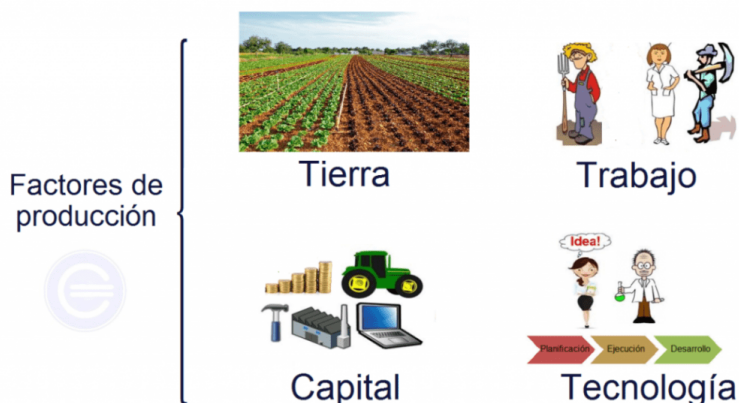 Factores de
producción
Tierra
Trabajo
Idea!
Planificación
Ejecución
Desarrollo
Capital
Tecnología